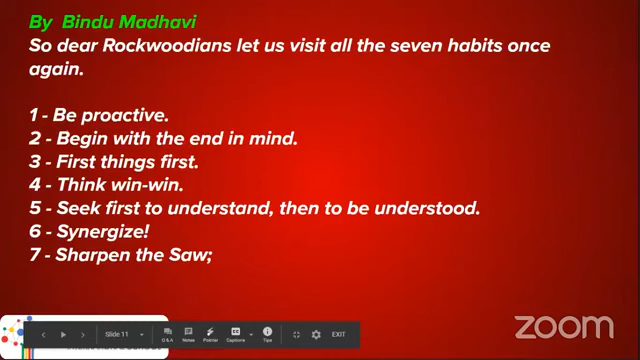 By Bindu Madhavi
So dear Rockwoodians let us visit all the seven habits once
again.
1 - Be proactive.
2 - Begin with the end in mind.
3 - First things first.
4 - Think win-win.
5 - Seek first to understand, then to be understood.
6 - Synergize!
7 - Sharpen the Saw;
Slide 11
Q & A
Notes
Pointer
Captions
Tips
EXIT
zoom